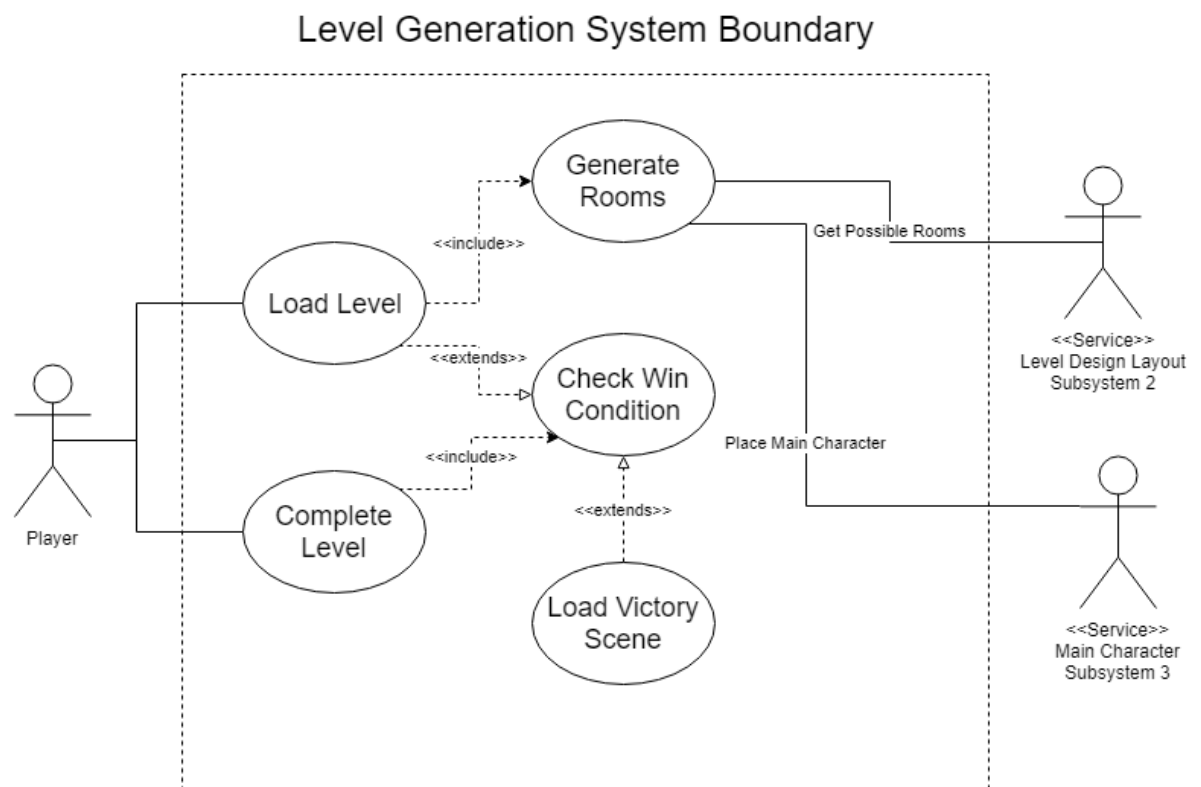 Level Generation System Boundary
Generate
Rooms
Get Possible Rooms
<<include>>
Load Level
<<extends>>
Check Win
Condition
<<Service>>
Level Design Layout
Subsystem 2
Place Main Character
<<include>>
Complete
Level
<<extends>>
Player
Load Victory
Scene
<<Service>>
Main Character
Subsystem 3